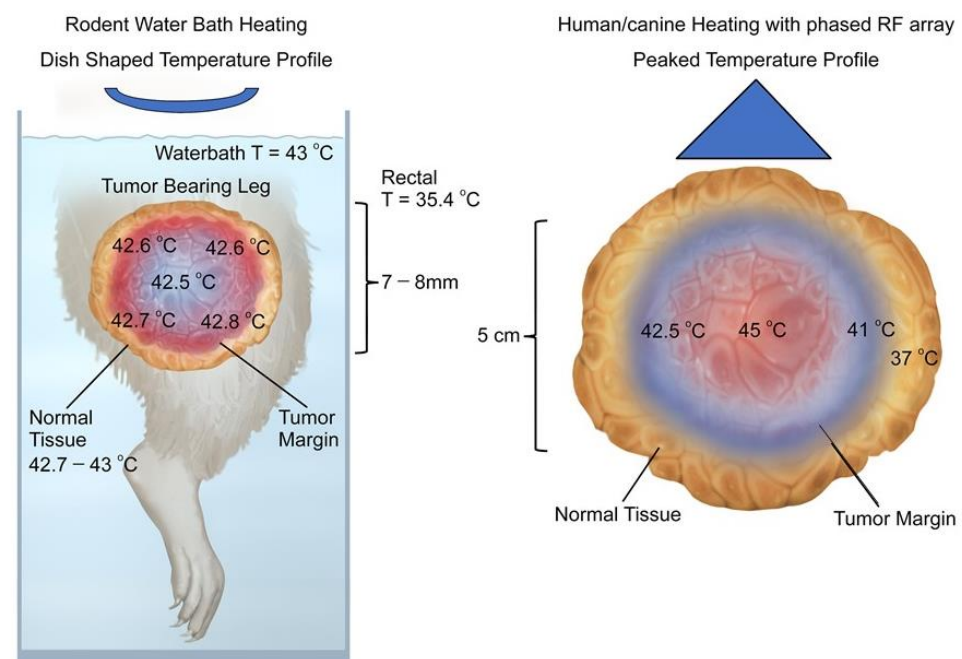 Rodent Water Bath Heating
Dish Shaped Temperature Profile
Waterbath T = 43 °C
Tumor Bearing Leg
Rectal
T = 35.4 °C
42.6 °C
42.6 °C
42.5 °C
42.7 °C
42.8 °C
7 – 8mm
Normal
Tissue
42.7 – 43 °C
Tumor
Margin
Human/canine Heating with phased RF array
Peaked Temperature Profile
5 cm
42.5 °C
45 °C
41 °C
37 °C
Normal Tissue
Tumor Margin